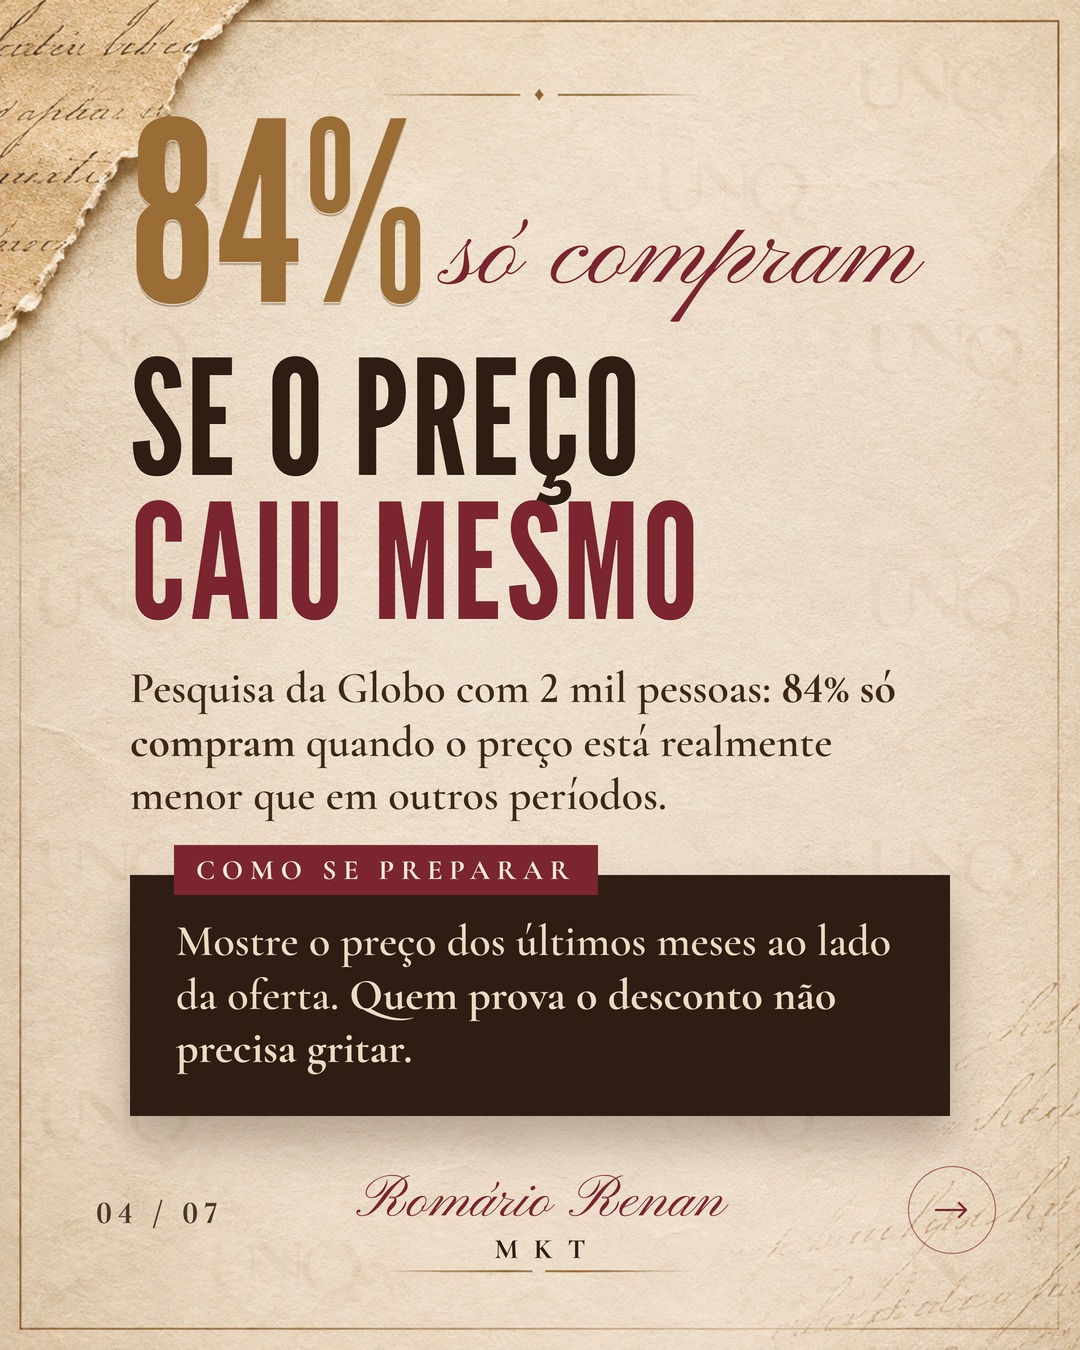 84% só compram
SE O PREÇO
CAIU MESMO
Pesquisa da Globo com 2 mil pessoas: 84% só
compram quando o preço está realmente
menor que em outros períodos.
COMO SE PREPARAR
Mostre o preço dos últimos meses ao lado
da oferta. Quem prova o desconto não
precisa gritar.
04 / 07
Romário Renan
MKT
→